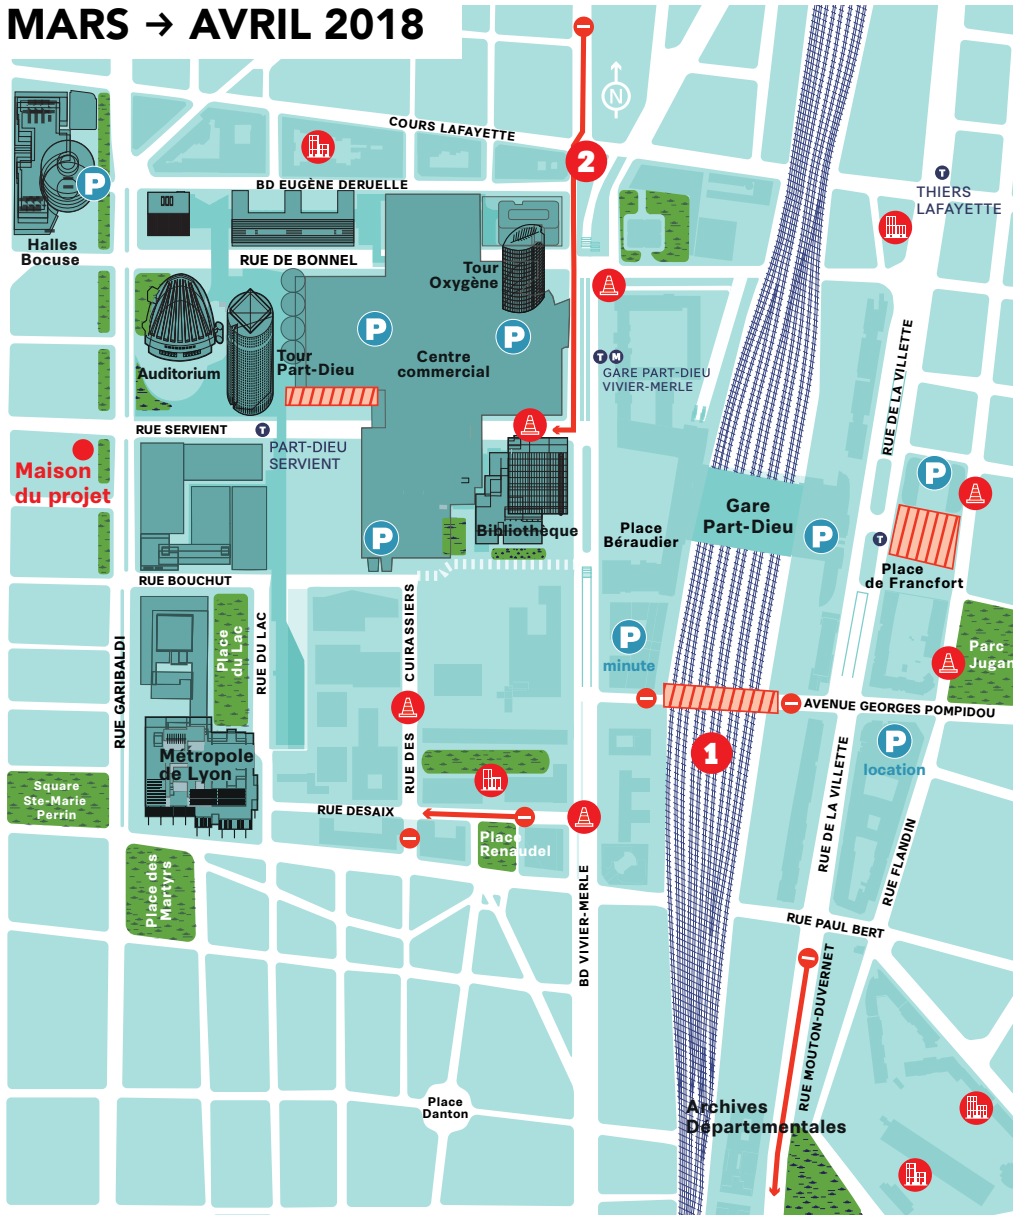 MARS → AVRIL 2018
N
COURS LAFAYETTE
2
T
THIERS
LAFAYETTE
BD EUGÈNE DERUELLE
P
Halles
Bocuse
RUE DE BONNEL
Tour
Oxygène
P
P
Tour
Part-Dieu
Centre
commercial
Auditorium
T M
GARE PART-DIEU
VIVIER-MERLE
RUE DE LA VILLETTE
RUE SERVIENT
T
PART-DIEU
SERVIENT
Maison
du projet
P
Gare
Part-Dieu
P
Bibliothèque
Place
Béraudier
P
T
Place
de Francfort
RUE BOUCHUT
RUE GARIBALDI
Place
du Lac
RUE DU LAC
RUE DES CUIRASSIERS
P
minute
Parc
Jugan
AVENUE GEORGES POMPIDOU
1
P
location
Métropole
de Lyon
Square
Ste-Marie
Perrin
RUE DESAIX
Place
Renaudel
RUE DE LA VILLETTE
RUE FLANDIN
Place des
Martyrs
BD VIVIER-MERLE
RUE PAUL BERT
RUE MOUTON-DUVERNET
Place
Danton
Archives
Départementales